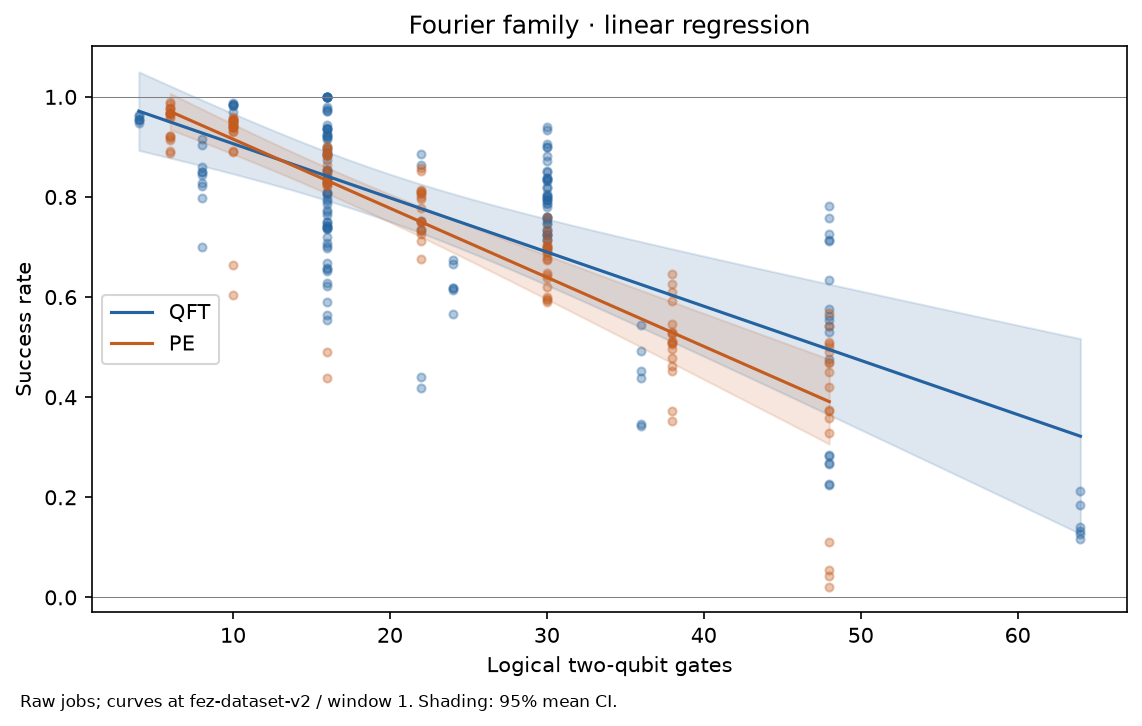 Fourier family · linear regression
Success rate
1.0
0.8
0.6
0.4
0.2
0.0
QFT
PE
10 20 30 40 50 60
Logical two-qubit gates
Raw jobs; curves at fez-dataset-v2 / window 1. Shading: 95% mean CI.